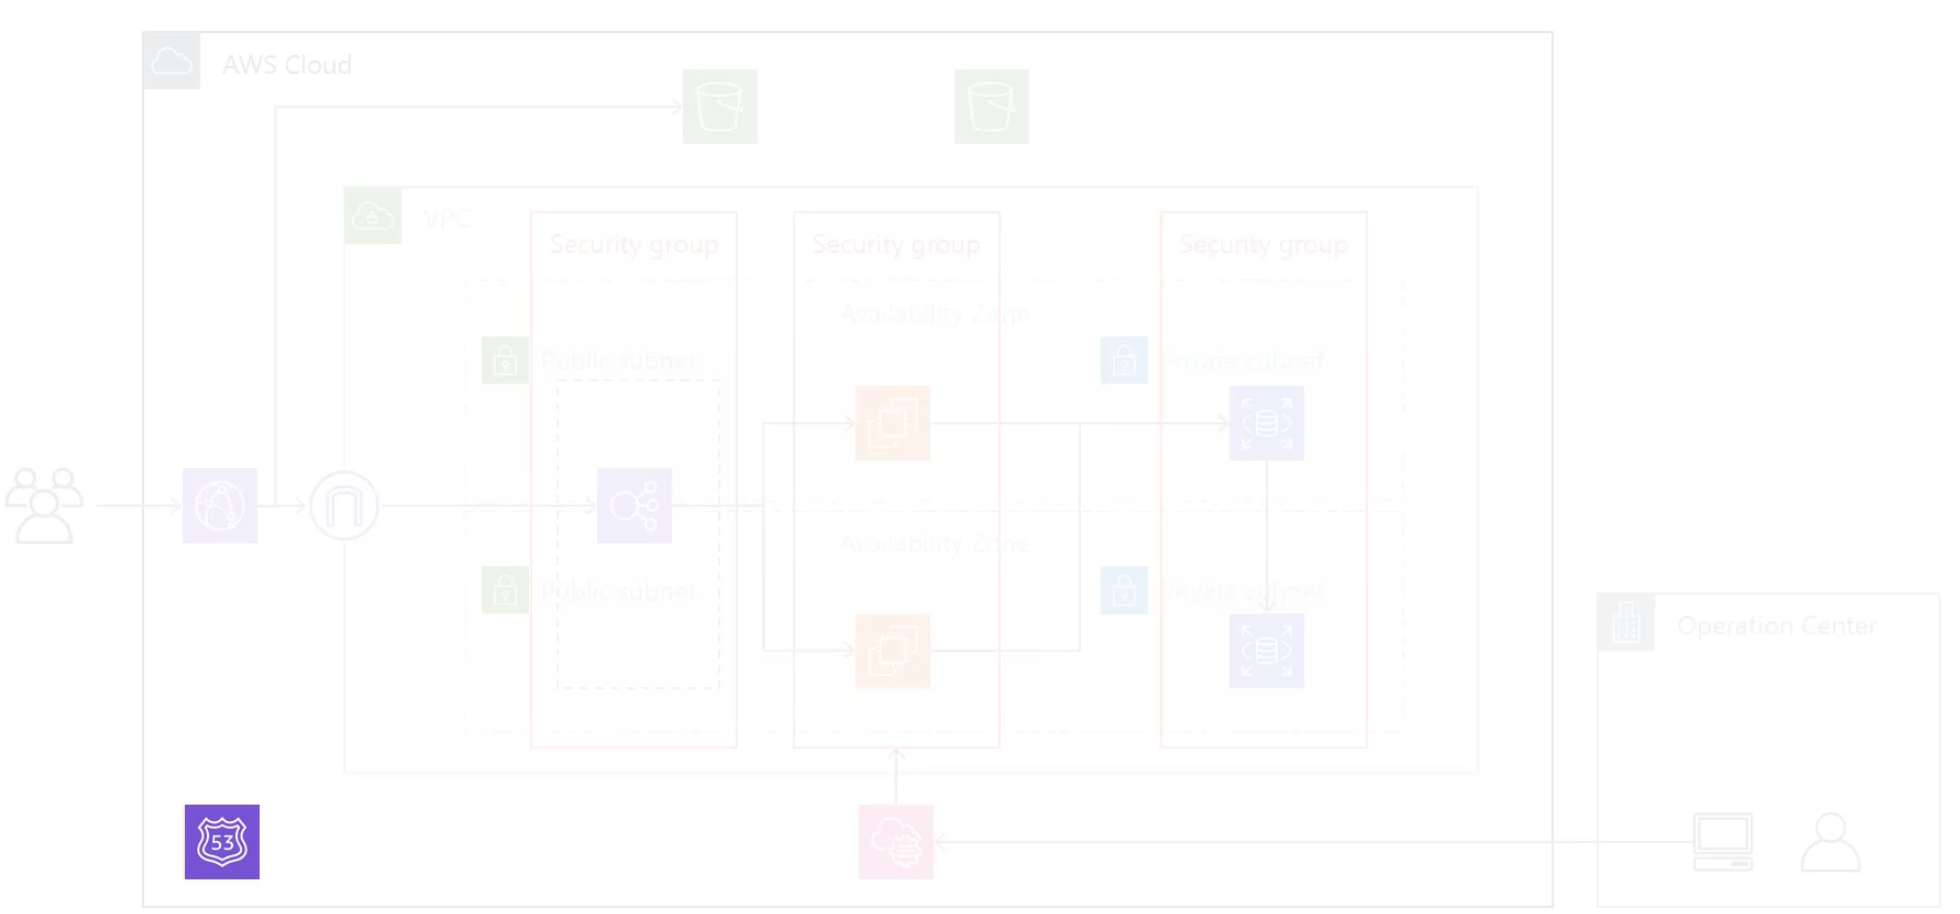 AWS Cloud
VPC
Security group
Security group
Security group
Availability Zone
Public subnet
Private subnet
Availability Zone
Public subnet
Private subnet
Operation Center
53